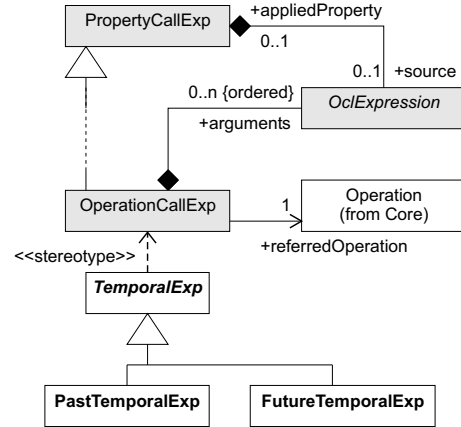 PropertyCallExp
+appliedProperty
0..1
0..1
+source
0..n {ordered}
OclExpression
+arguments
OperationCallExp
1
Operation
(from Core)
+referredOperation
<<stereotype>>
TemporalExp
PastTemporalExp
FutureTemporalExp